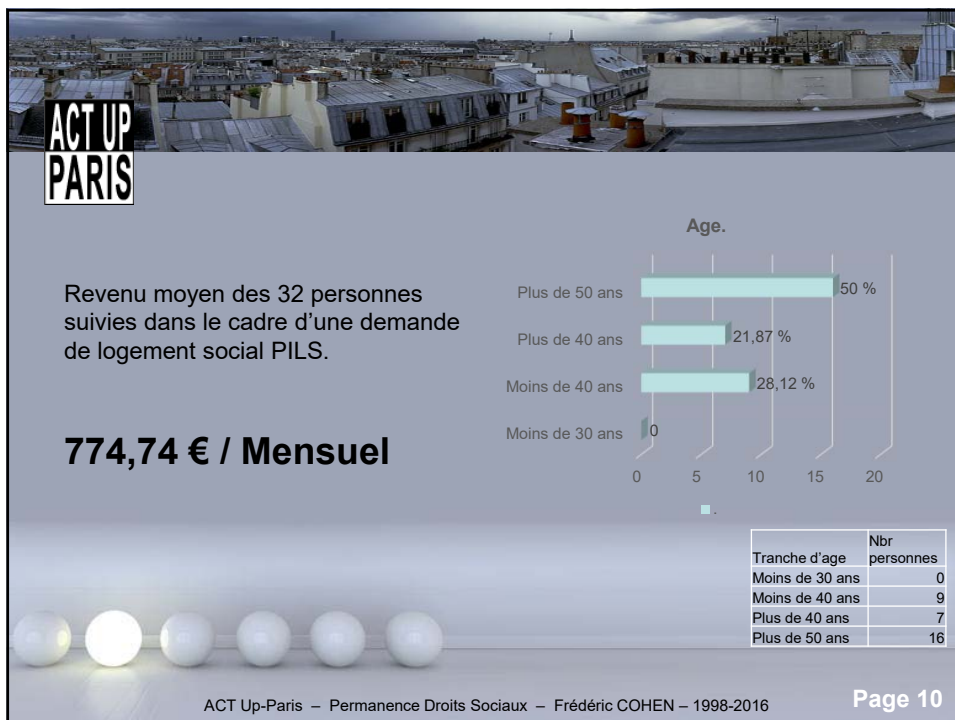 ACT UP
PARIS
Revenu moyen des 32 personnes
suivies dans le cadre d’une demande
de logement social PILS.
774,74 € / Mensuel
Age.
Plus de 50 ans 50 %
Plus de 40 ans 21,87 %
Moins de 40 ans 28,12 %
Moins de 30 ans 0
0 5 10 15 20
.
Tranche d’age Nbr personnes
Moins de 30 ans 0
Moins de 40 ans 9
Plus de 40 ans 7
Plus de 50 ans 16
ACT Up-Paris – Permanence Droits Sociaux – Frédéric COHEN – 1998-2016
Page 10